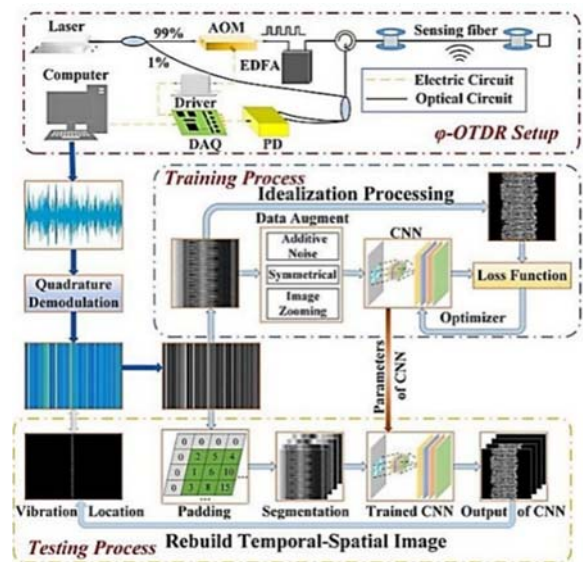 Laser
99%
AOM
Sensing fiber
1%
EDFA
Computer
Driver
DAQ
PD
Electric Circuit
Optical Circuit
φ-OTDR Setup
Training Process
Idealization Processing
Data Augment
CNN
Additive
Noise
Symmetrical
Image
Zooming
Loss Function
Optimizer
Quadrature
Demodulation
Parameters
of CNN
0 0 0 0
0 2 5 4
0 1 6 10
0 3 8 15
...
Vibration Location
Padding
Segmentation
Trained CNN
Output of CNN
Testing Process
Rebuild Temporal-Spatial Image